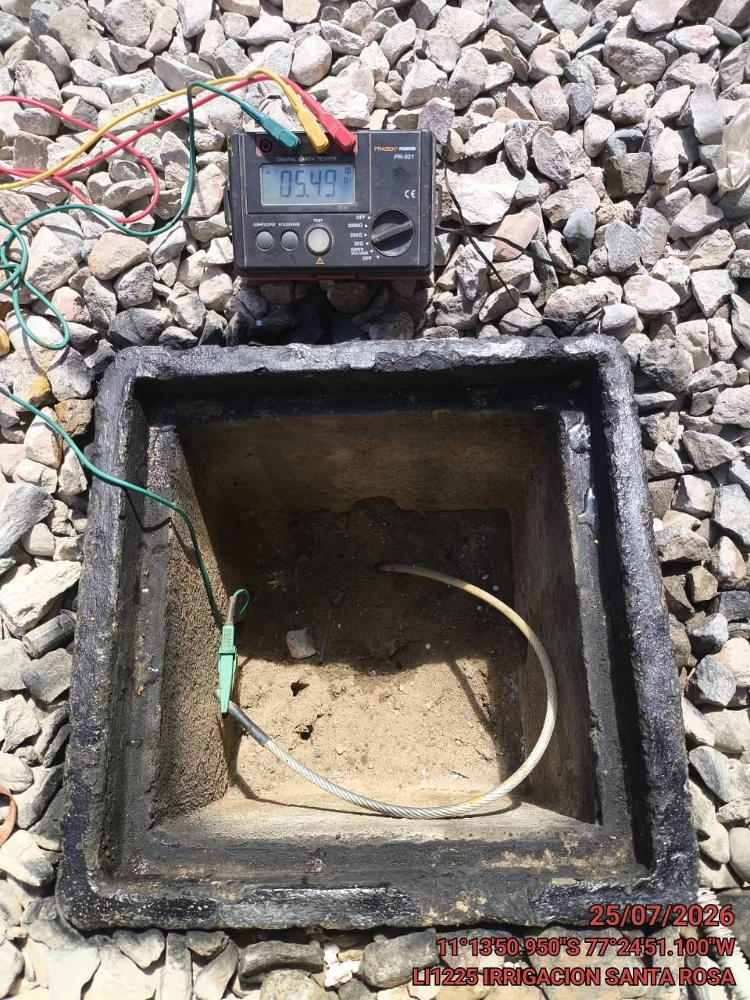 PRASEK® PREMIUM
PR-521
DIGITAL EARTH TESTER
05.49 Ω
CE
LIGHT/LOAD
HOLD/SAVE
TEST
OFF
2000Ω
200Ω
20Ω
EARTH
VOLTAGE
OFF
25/07/2026
11°13'50.950"S 77°24'51.100"W
LI1225 IRRIGACION SANTA ROSA